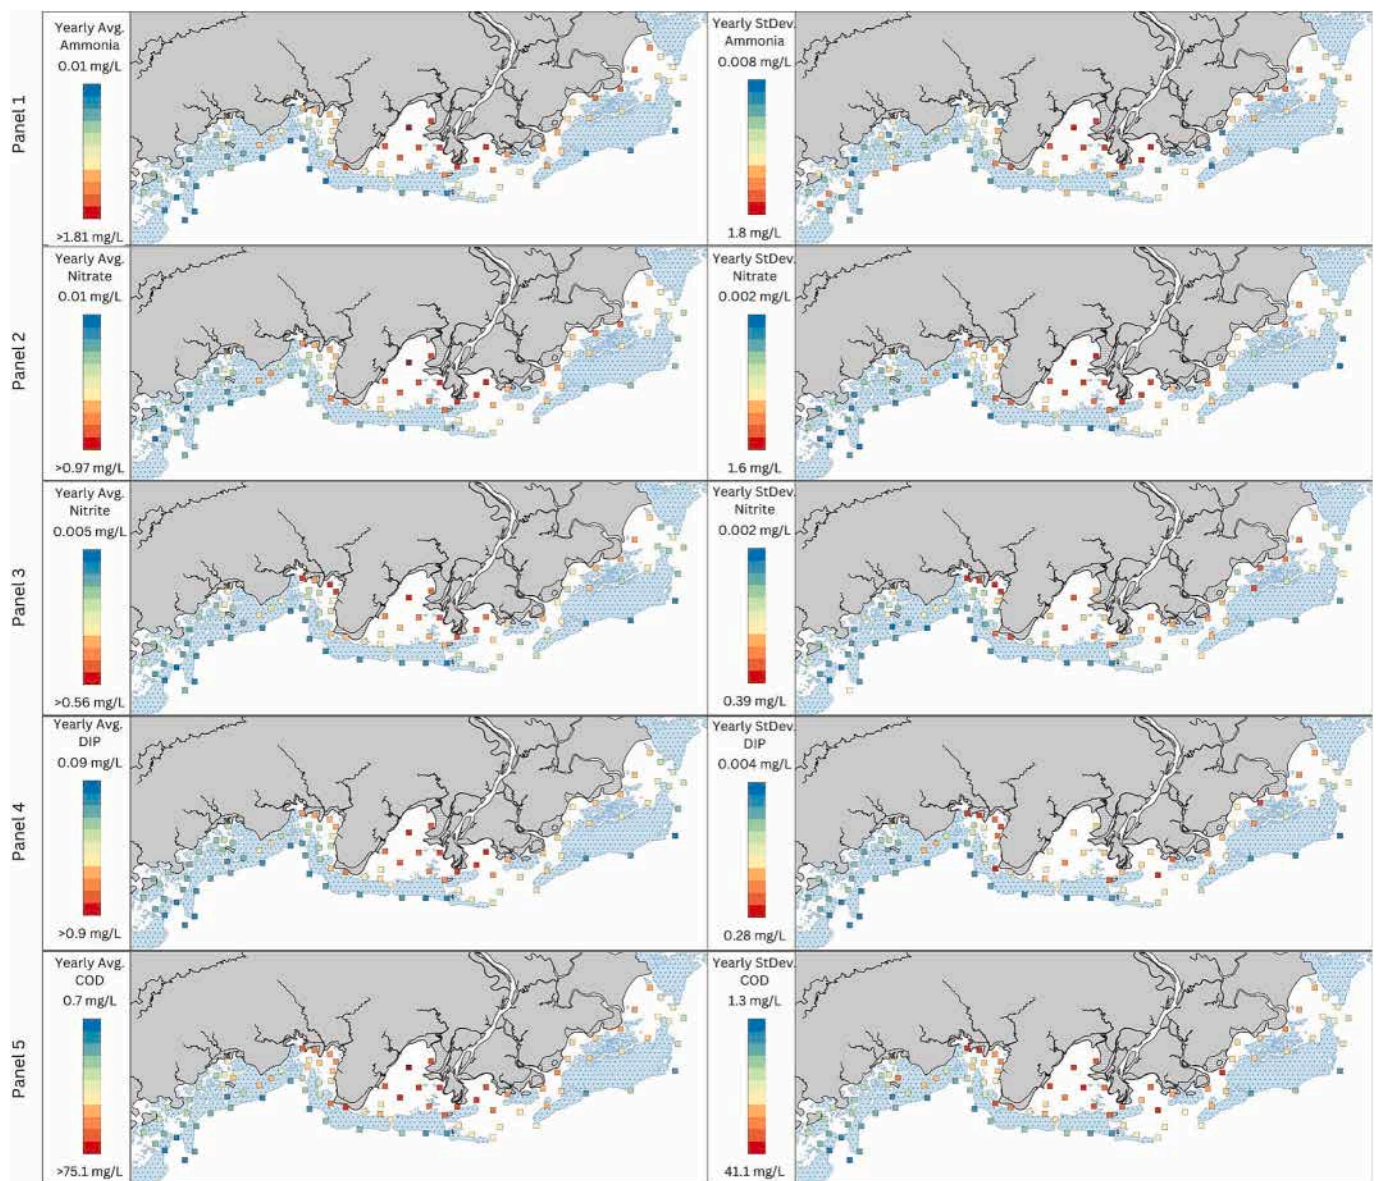 Panel 1
Yearly Avg.
Ammonia
0.01 mg/L
>1.81 mg/L
Yearly StDev.
Ammonia
0.008 mg/L
1.8 mg/L
Panel 2
Yearly Avg.
Nitrate
0.01 mg/L
>0.97 mg/L
Yearly StDev.
Nitrate
0.002 mg/L
1.6 mg/L
Panel 3
Yearly Avg.
Nitrite
0.005 mg/L
>0.56 mg/L
Yearly StDev.
Nitrite
0.002 mg/L
0.39 mg/L
Panel 4
Yearly Avg.
DIP
0.09 mg/L
>0.9 mg/L
Yearly StDev.
DIP
0.004 mg/L
0.28 mg/L
Panel 5
Yearly Avg.
COD
0.7 mg/L
>75.1 mg/L
Yearly StDev.
COD
1.3 mg/L
41.1 mg/L